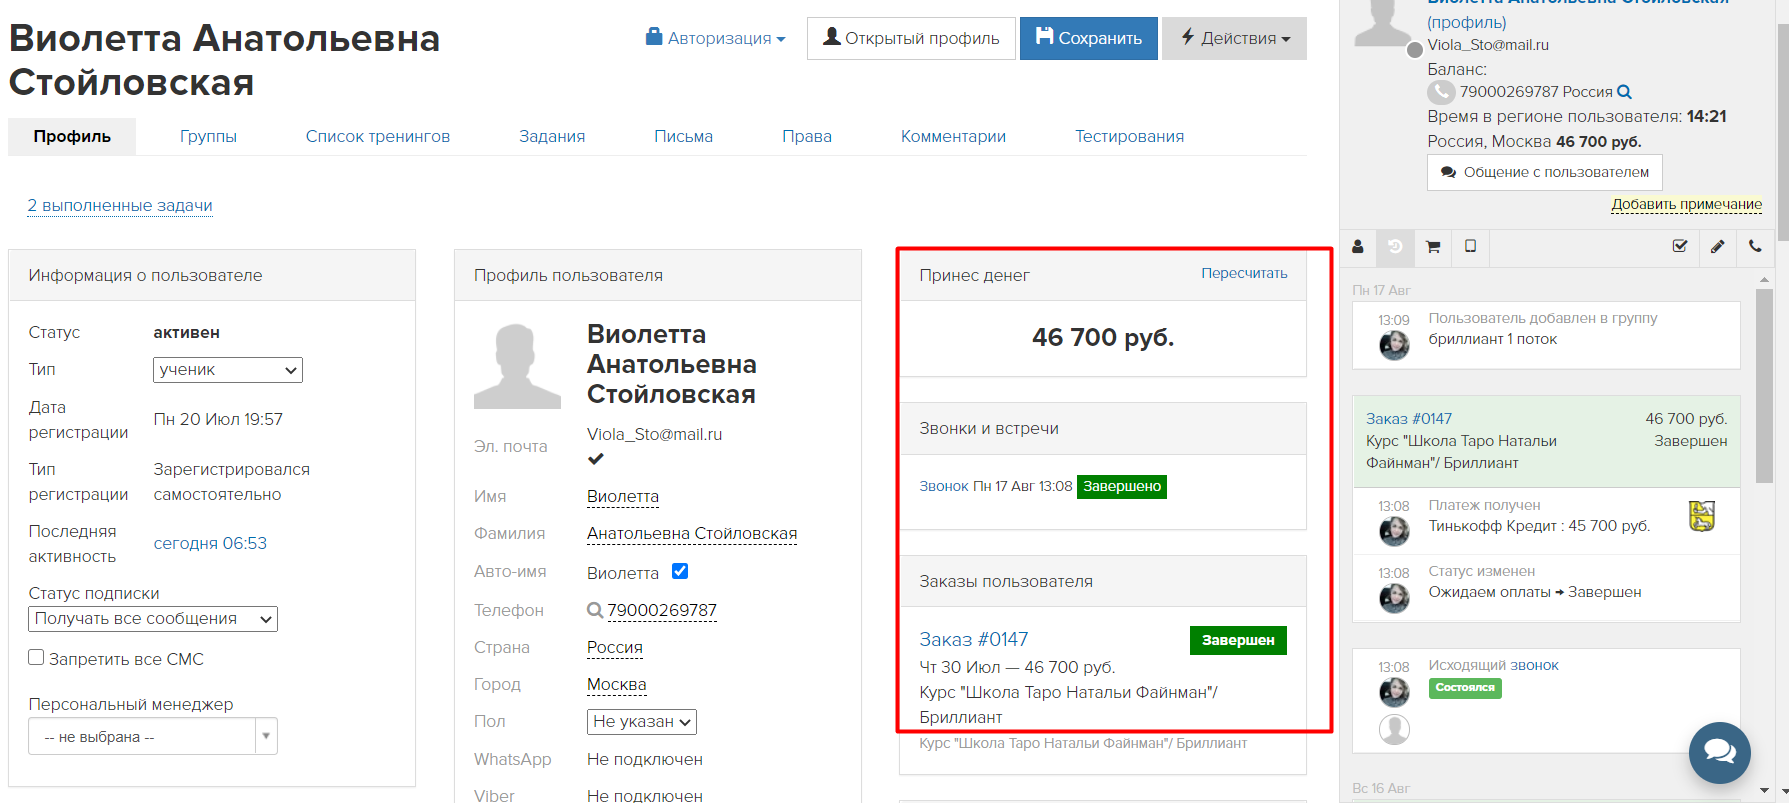 Виолетта Анатольевна
Стойловская
Авторизация
Открытый профиль
Сохранить
Действия
Профиль
Группы
Список тренингов
Задания
Письма
Права
Комментарии
Тестирования
2 выполненные задачи
Информация о пользователе
Статус активен
Тип ученик
Дата
регистрации Пн 20 Июл 19:57
Тип Зарегистрировался
регистрации самостоятельно
Последняя
активность сегодня 06:53
Статус подписки
Получать все сообщения
Запретить все СМС
Персональный менеджер
-- не выбрана --
Профиль пользователя
Виолетта
Анатольевна
Стойловская
Эл. почта Viola_Sto@mail.ru
Имя Виолетта
Фамилия Анатольевна Стойловская
Авто-имя Виолетта
Телефон 79000269787
Страна Россия
Город Москва
Пол Не указан
WhatsApp Не подключен
Viber Не подключен
Принес денег Пересчитать
46 700 руб.
Звонки и встречи
Звонок Пн 17 Авг 13:08 Завершено
Заказы пользователя
Заказ #0147 Завершен
Чт 30 Июл — 46 700 руб.
Курс "Школа Таро Натальи Файнман"/
Бриллиант
Курс "Школа Таро Натальи Файнман"/ Бриллиант
Виолетта Анатольевна Стойловская
(профиль)
Viola_Sto@mail.ru
Баланс:
79000269787 Россия
Время в регионе пользователя: 14:21
Россия, Москва 46 700 руб.
Общение с пользователем
Добавить примечание
Пн 17 Авг
13:09 Пользователь добавлен в группу
бриллиант 1 поток
Заказ #0147 46 700 руб.
Курс "Школа Таро Натальи Завершен
Файнман"/ Бриллиант
13:08 Платеж получен
Тинькофф Кредит : 45 700 руб.
13:08 Статус изменен
Ожидаем оплаты → Завершен
13:08 Исходящий звонок
Состоялся
Вс 16 Авг